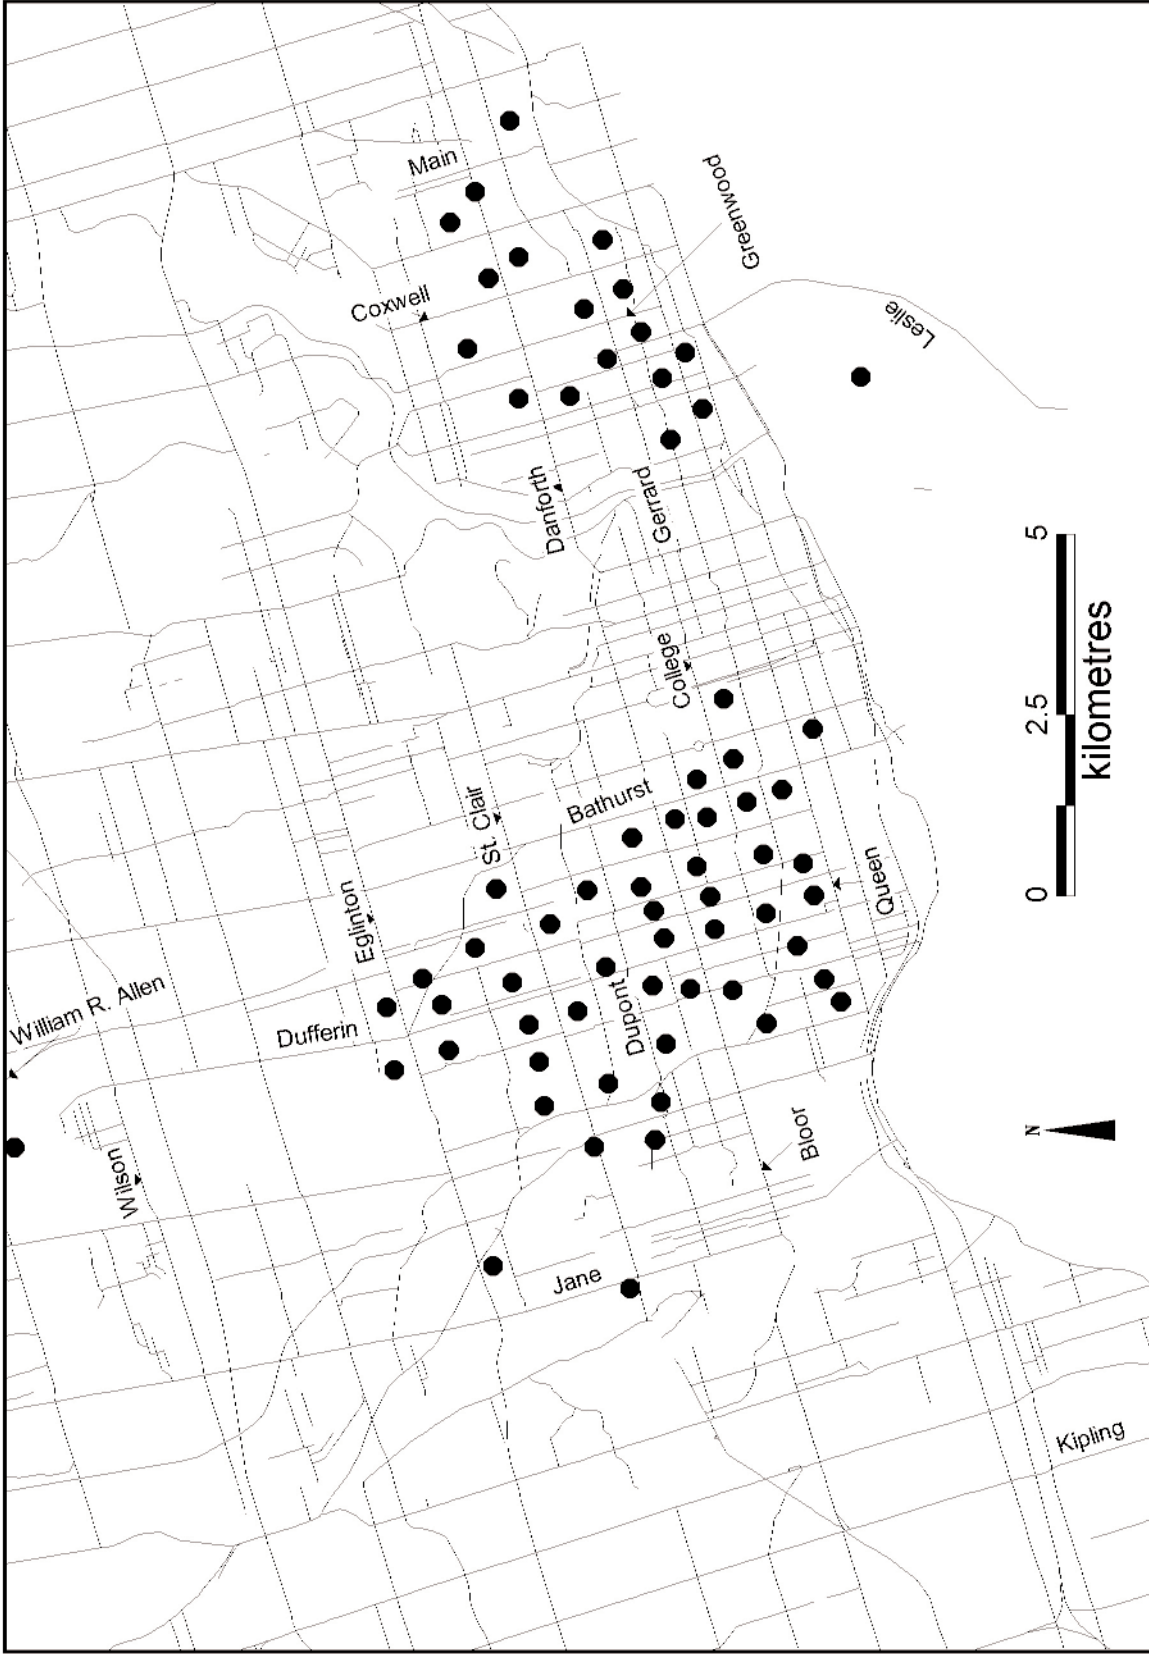 Main
Greenwood
Coxwell
Leslie
Danforth
Gerrard
College
5
2.5
0
kilometres
Bathurst
St. Clair
Eglinton
Queen
William R. Allen
Dufferin
Dupont
Bloor
N
Wilson
Jane
Kipling